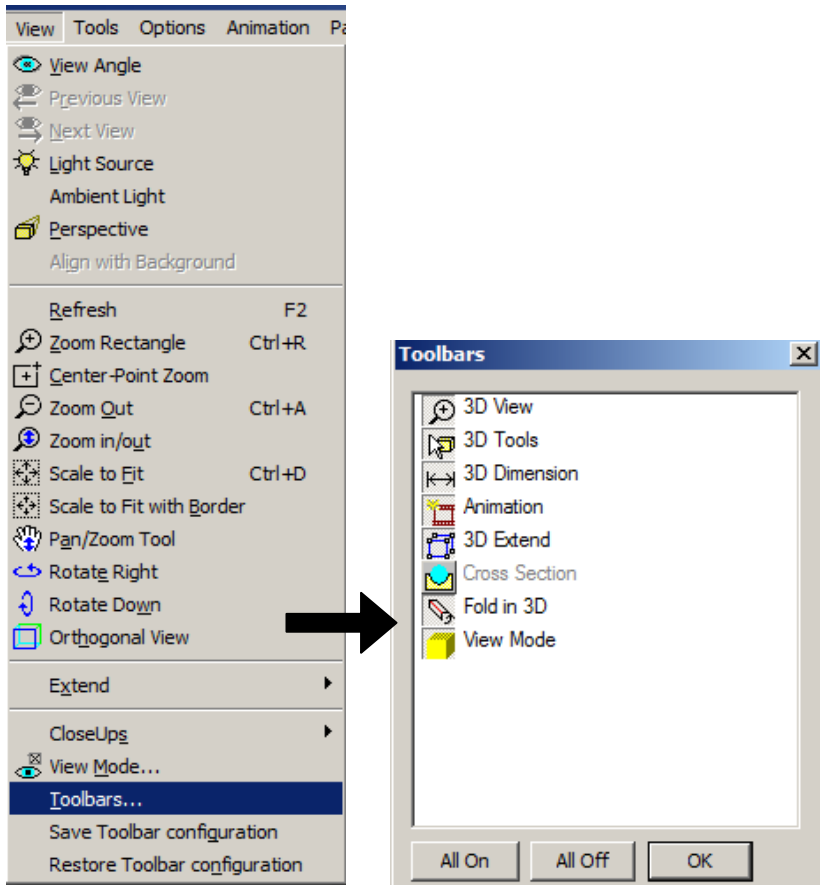 View Tools Options Animation
View Angle
Previous View
Next View
Light Source
Ambient Light
Perspective
Align with Background
Refresh F2
Zoom Rectangle Ctrl+R
Center-Point Zoom
Zoom Out Ctrl+A
Zoom in/out
Scale to Fit Ctrl+D
Scale to Fit with Border
Pan/Zoom Tool
Rotate Right
Rotate Down
Orthogonal View
Extend
CloseUps
View Mode...
Toolbars...
Save Toolbar configuration
Restore Toolbar configuration
Toolbars
3D View
3D Tools
3D Dimension
Animation
3D Extend
Cross Section
Fold in 3D
View Mode
All On All Off OK